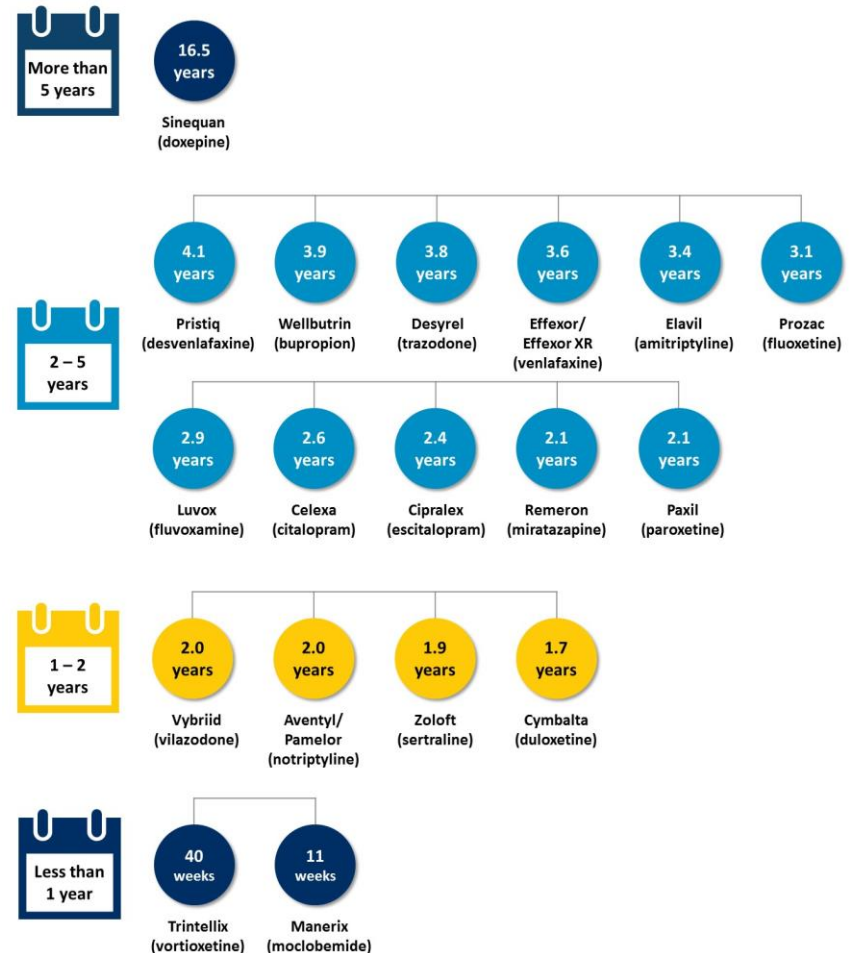 More than
5 years
16.5
years
Sinequan
(doxepine)
2 – 5
years
4.1
years
Pristiq
(desvenlafaxine)
3.9
years
Wellbutrin
(bupropion)
3.8
years
Desyrel
(trazodone)
3.6
years
Effexor/
Effexor XR
(venlafaxine)
3.4
years
Elavil
(amitriptyline)
3.1
years
Prozac
(fluoxetine)
2.9
years
Luvox
(fluvoxamine)
2.6
years
Celexa
(citalopram)
2.4
years
Cipralex
(escitalopram)
2.1
years
Remeron
(miratazapine)
2.1
years
Paxil
(paroxetine)
1 – 2
years
2.0
years
Vybriid
(vilazodone)
2.0
years
Aventyl/
Pamelor
(notriptyline)
1.9
years
Zoloft
(sertraline)
1.7
years
Cymbalta
(duloxetine)
Less than
1 year
40
weeks
Trintellix
(vortioxetine)
11
weeks
Manerix
(moclobemide)